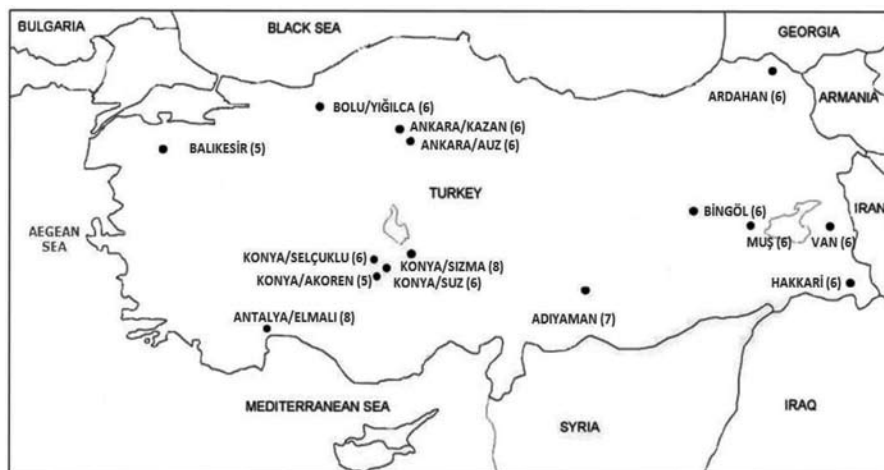 BULGARIA
BLACK SEA
GEORGIA
ARDAHAN (6)
ARMANIA
BOLU/YIĞILCA (6)
ANKARA/KAZAN (6)
ANKARA/AUZ (6)
BALIKESİR (5)
TURKEY
AEGEAN
SEA
BİNGÖL (6)
IRAN
MUŞ (6)
VAN (6)
KONYA/SELÇUKLU (6)
KONYA/SIZMA (8)
KONYA/AKOREN (5)
KONYA/SUZ (6)
HAKKARİ (6)
ANTALYA/ELMALI (8)
ADIYAMAN (7)
MEDITERRANEAN SEA
SYRIA
IRAQ